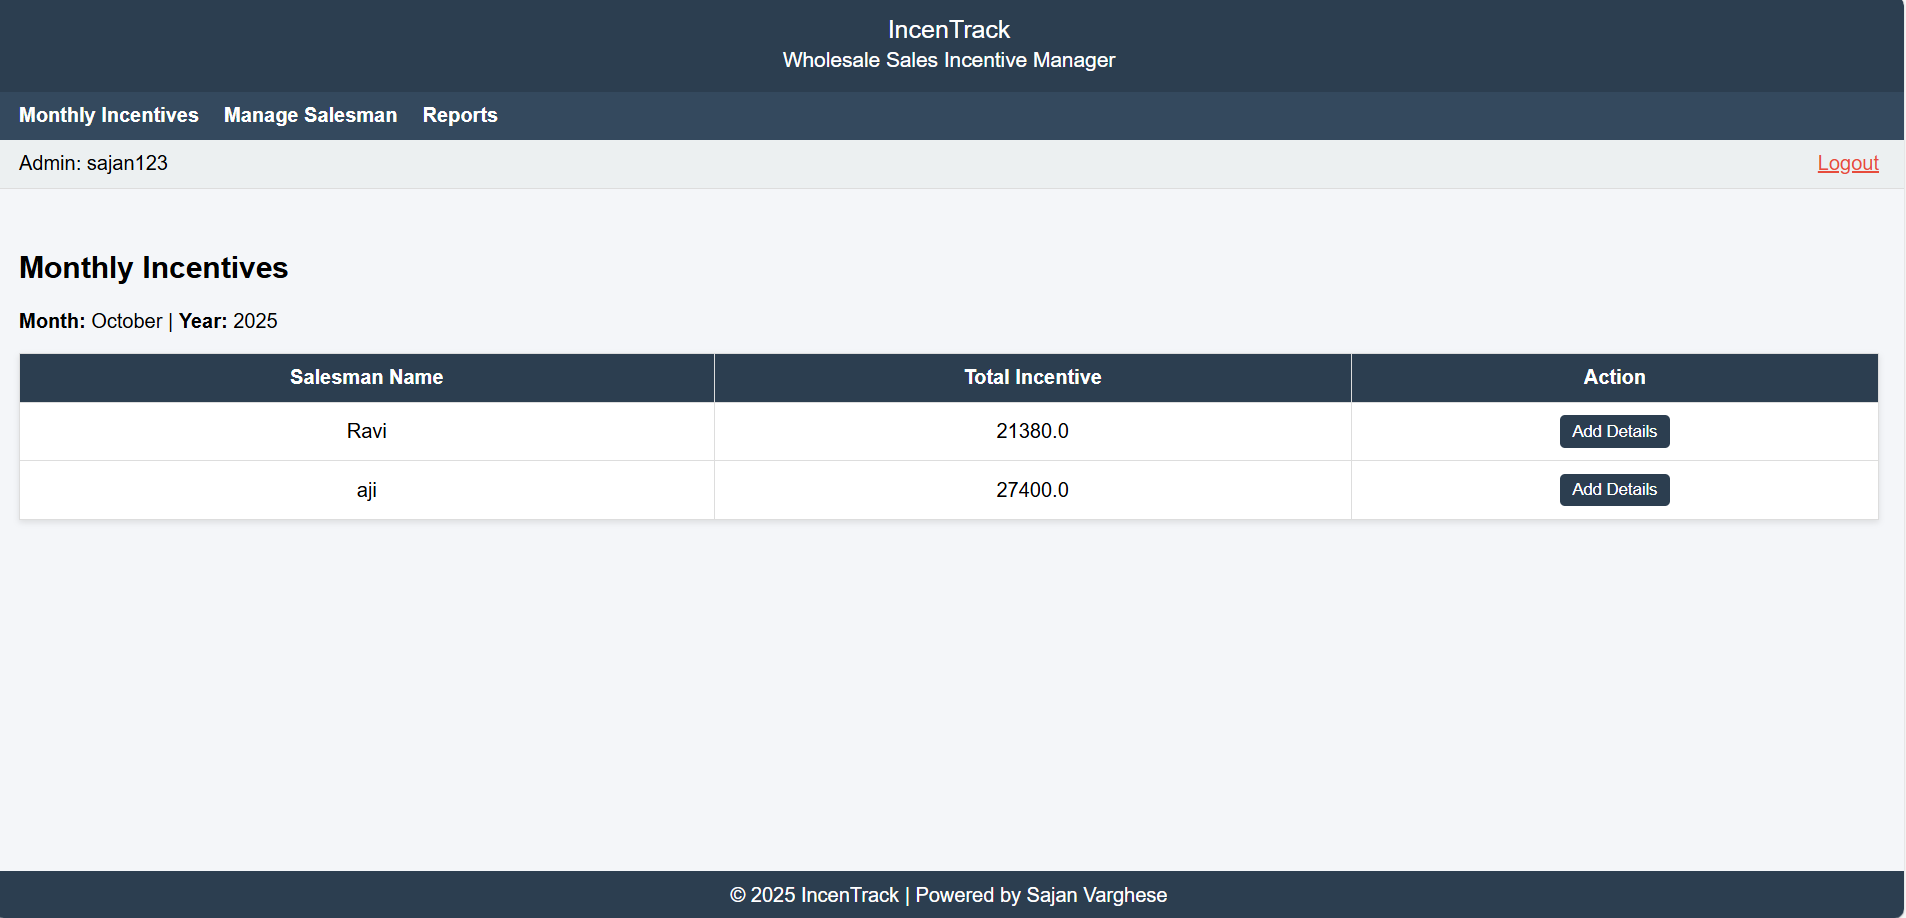 IncenTrack
Wholesale Sales Incentive Manager
Monthly Incentives Manage Salesman Reports
Admin: sajan123 Logout
Monthly Incentives
Month: October | Year: 2025
Salesman Name Total Incentive Action
Ravi 21380.0 Add Details
aji 27400.0 Add Details
© 2025 IncenTrack | Powered by Sajan Varghese